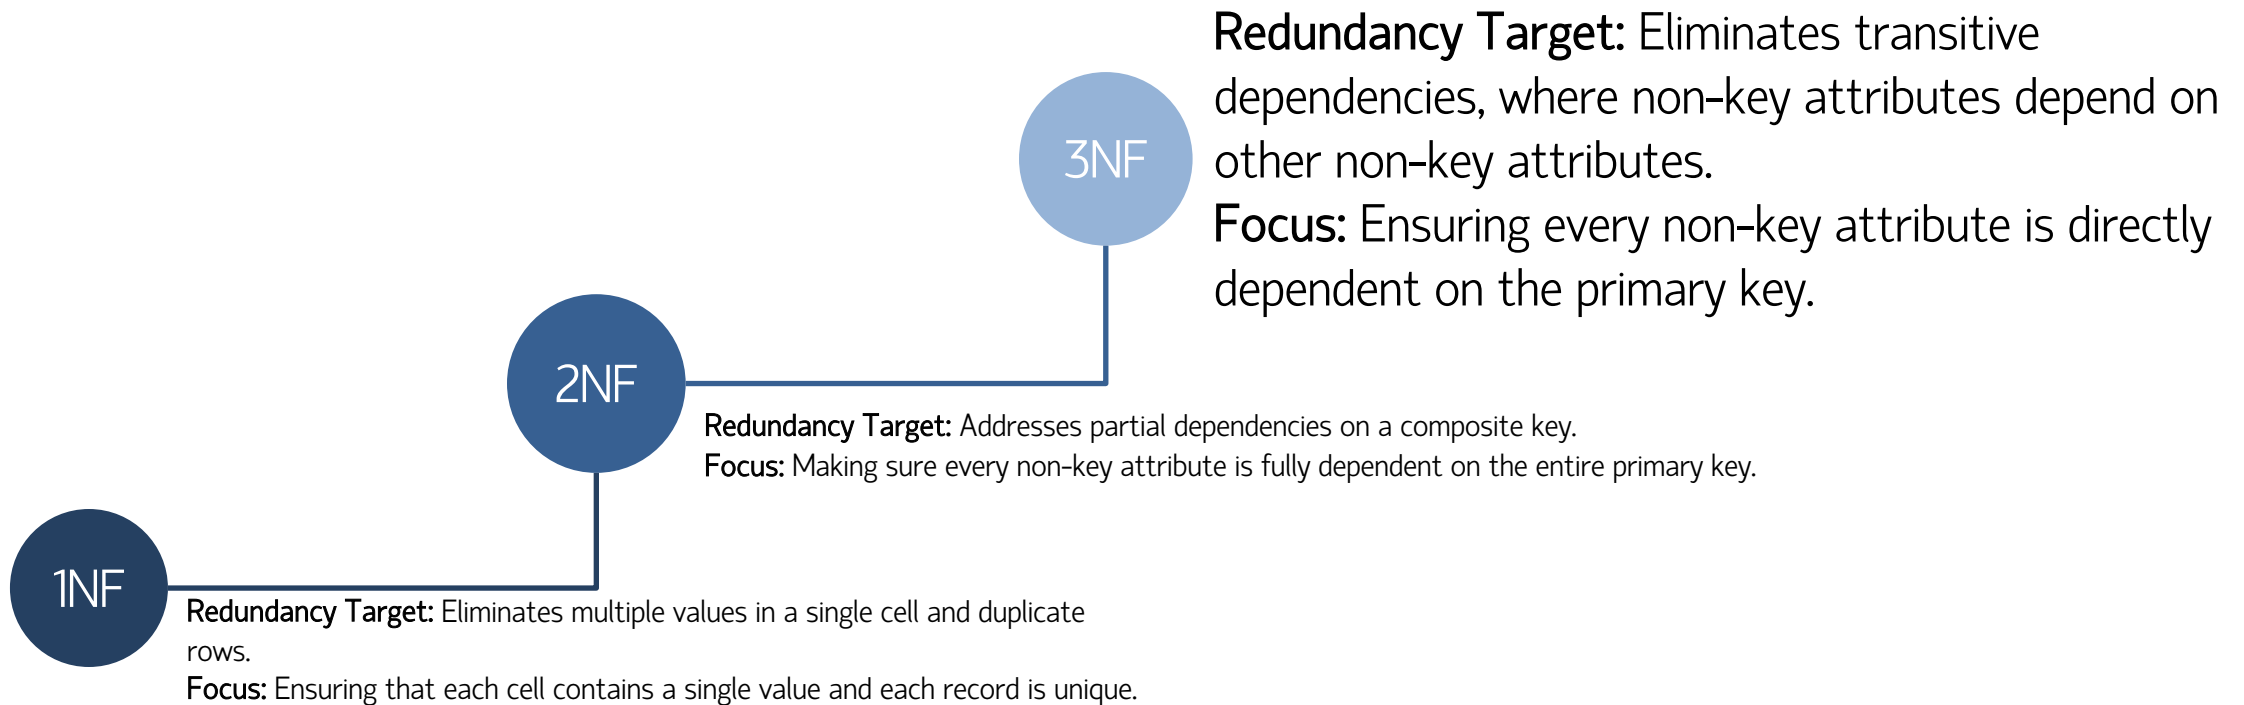 3NF
Redundancy Target: Eliminates transitive
dependencies, where non-key attributes depend on
other non-key attributes.
Focus: Ensuring every non-key attribute is directly
dependent on the primary key.
2NF
Redundancy Target: Addresses partial dependencies on a composite key.
Focus: Making sure every non-key attribute is fully dependent on the entire primary key.
1NF
Redundancy Target: Eliminates multiple values in a single cell and duplicate
rows.
Focus: Ensuring that each cell contains a single value and each record is unique.